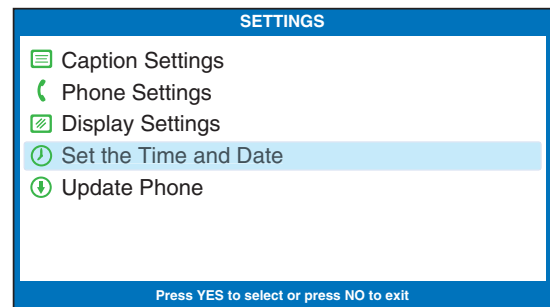 SETTINGS
Caption Settings
Phone Settings
Display Settings
Set the Time and Date
Update Phone
Press YES to select or press NO to exit